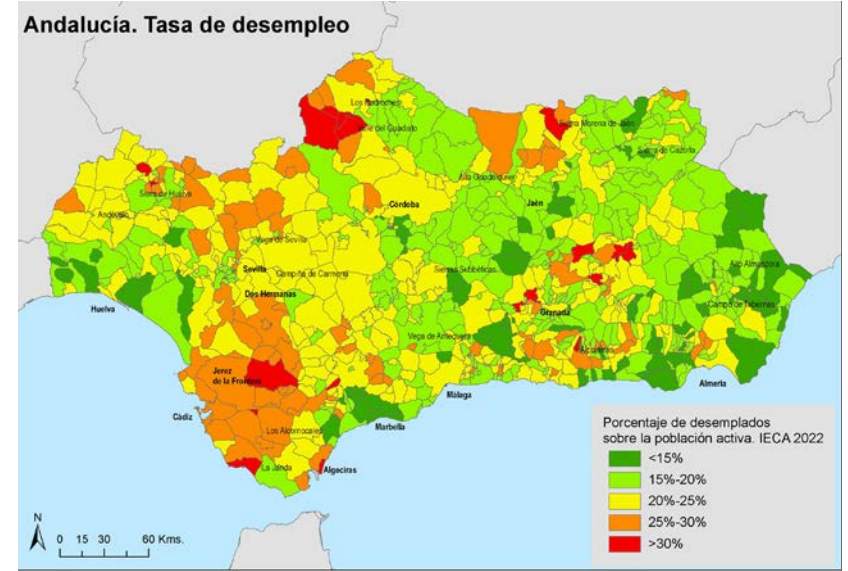 Andalucía. Tasa de desempleo
Los Pedroches
Valle del Guadiato
Sierra Morena de Jaén
Sierra de Cazorla
Sierra de Huelva
Alto Guadalquivir
Andévalo
Córdoba
Jaén
Vega de Sevilla
Sevilla
Campiña de Carmona
Sierras Subbéticas
Alto Almanzora
Dos Hermanas
Campo de Tabernas
Huelva
Granada
Vega de Antequera
Alpujarras
Jerez
de la Frontera
Almería
Málaga
Cádiz
Marbella
Los Alcornocales
La Janda
Algeciras
Porcentaje de desemplados
sobre la población activa. IECA 2022
<15%
15%-20%
20%-25%
25%-30%
>30%
N
0 15 30 60 Kms.